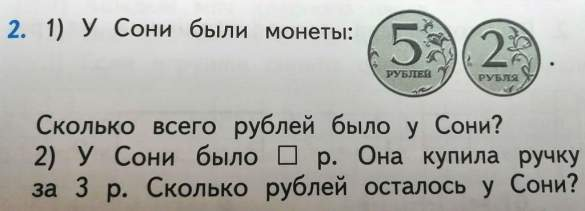 2. 1) У Сони были монеты: 5 РУБЛЕЙ 2 РУБЛЯ .
Сколько всего рублей было у Сони?
2) У Сони было □ р. Она купила ручку
за 3 р. Сколько рублей осталось у Сони?